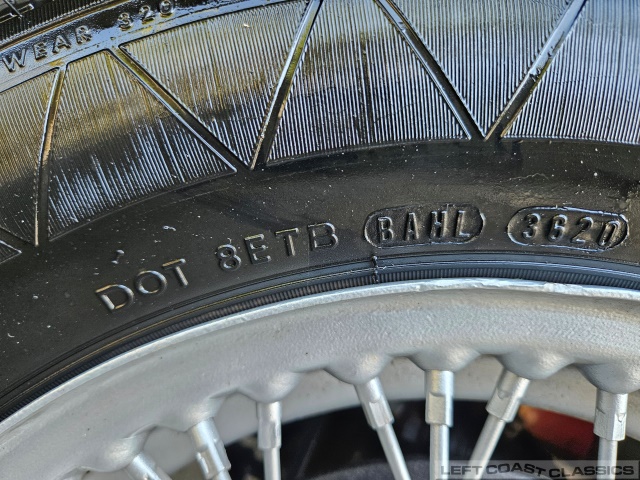 WEAR 320
DOT 8ETB BAHL 3620
LEFT COAST CLASSICS